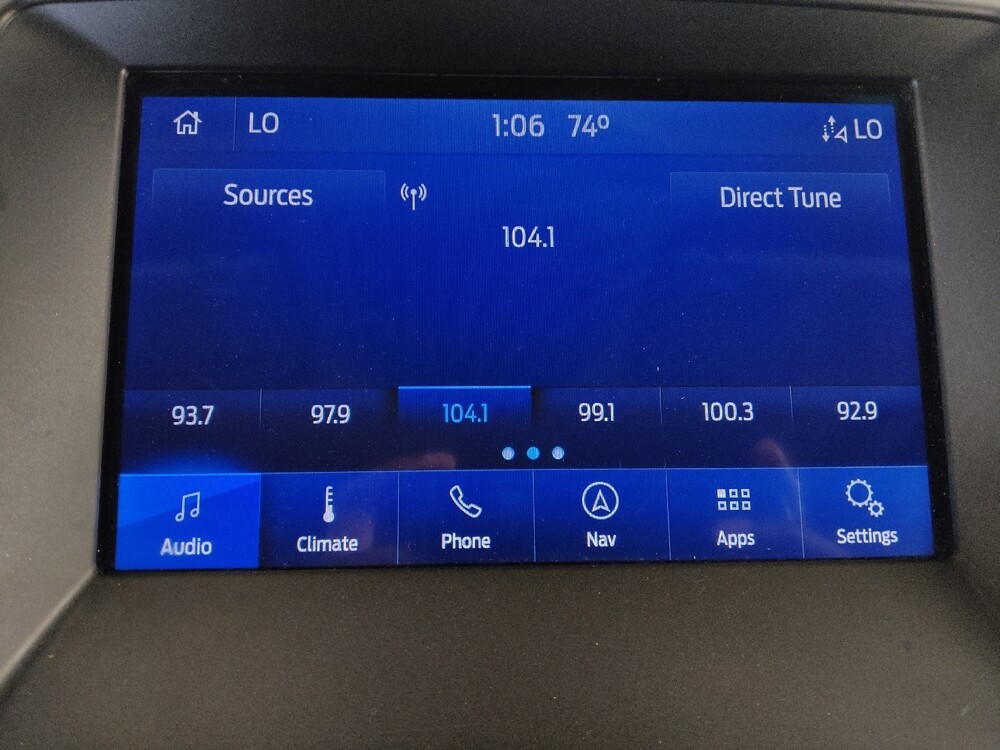 LO 1:06 74° LO
Sources Direct Tune
104.1
93.7 97.9 104.1 99.1 100.3 92.9
Audio Climate Phone Nav Apps Settings